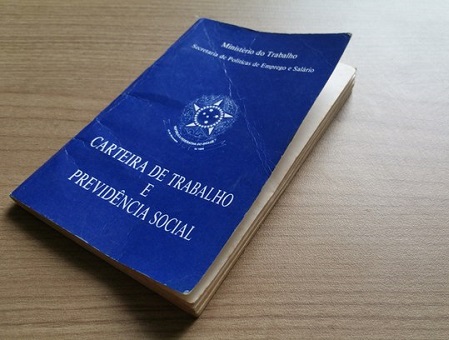 Ministério do Trabalho
Secretaria de Políticas de Emprego e Salário
CARTEIRA DE TRABALHO
E
PREVIDÊNCIA SOCIAL